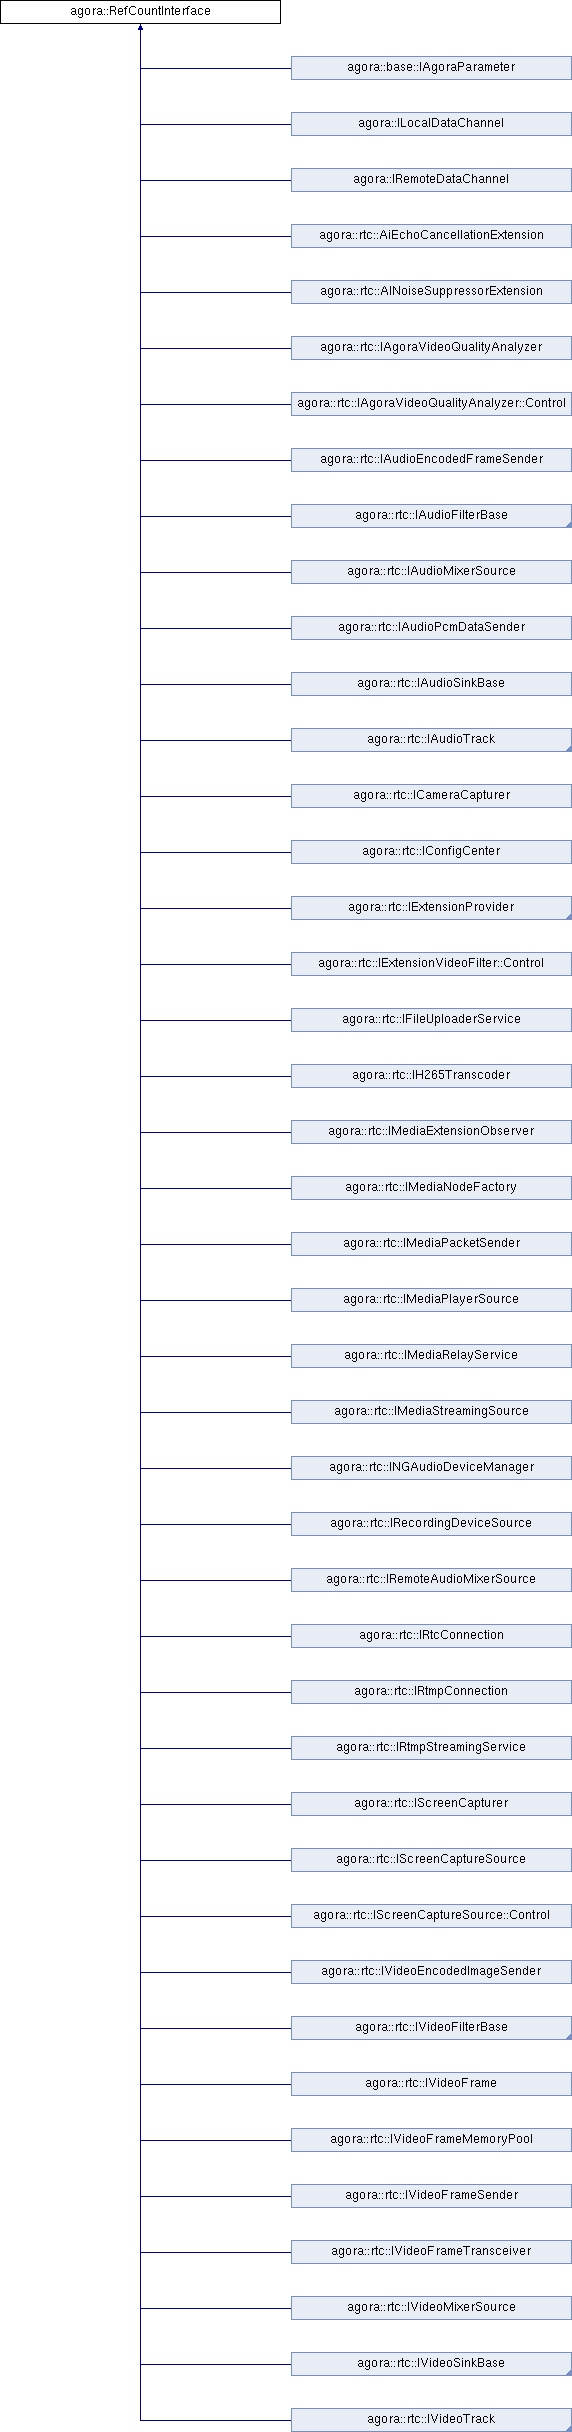 agora::RefCountInterface
agora::base::IAgoraParameter
agora::ILocalDataChannel
agora::IRemoteDataChannel
agora::rtc::AiEchoCancellationExtension
agora::rtc::AINoiseSuppressorExtension
agora::rtc::IAgoraVideoQualityAnalyzer
agora::rtc::IAgoraVideoQualityAnalyzer::Control
agora::rtc::IAudioEncodedFrameSender
agora::rtc::IAudioFilterBase
agora::rtc::IAudioMixerSource
agora::rtc::IAudioPcmDataSender
agora::rtc::IAudioSinkBase
agora::rtc::IAudioTrack
agora::rtc::ICameraCapturer
agora::rtc::IConfigCenter
agora::rtc::IExtensionProvider
agora::rtc::IExtensionVideoFilter::Control
agora::rtc::IFileUploaderService
agora::rtc::IH265Transcoder
agora::rtc::IMediaExtensionObserver
agora::rtc::IMediaNodeFactory
agora::rtc::IMediaPacketSender
agora::rtc::IMediaPlayerSource
agora::rtc::IMediaRelayService
agora::rtc::IMediaStreamingSource
agora::rtc::INGAudioDeviceManager
agora::rtc::IRecordingDeviceSource
agora::rtc::IRemoteAudioMixerSource
agora::rtc::IRtcConnection
agora::rtc::IRtmpConnection
agora::rtc::IRtmpStreamingService
agora::rtc::IScreenCapturer
agora::rtc::IScreenCaptureSource
agora::rtc::IScreenCaptureSource::Control
agora::rtc::IVideoEncodedImageSender
agora::rtc::IVideoFilterBase
agora::rtc::IVideoFrame
agora::rtc::IVideoFrameMemoryPool
agora::rtc::IVideoFrameSender
agora::rtc::IVideoFrameTransceiver
agora::rtc::IVideoMixerSource
agora::rtc::IVideoSinkBase
agora::rtc::IVideoTrack